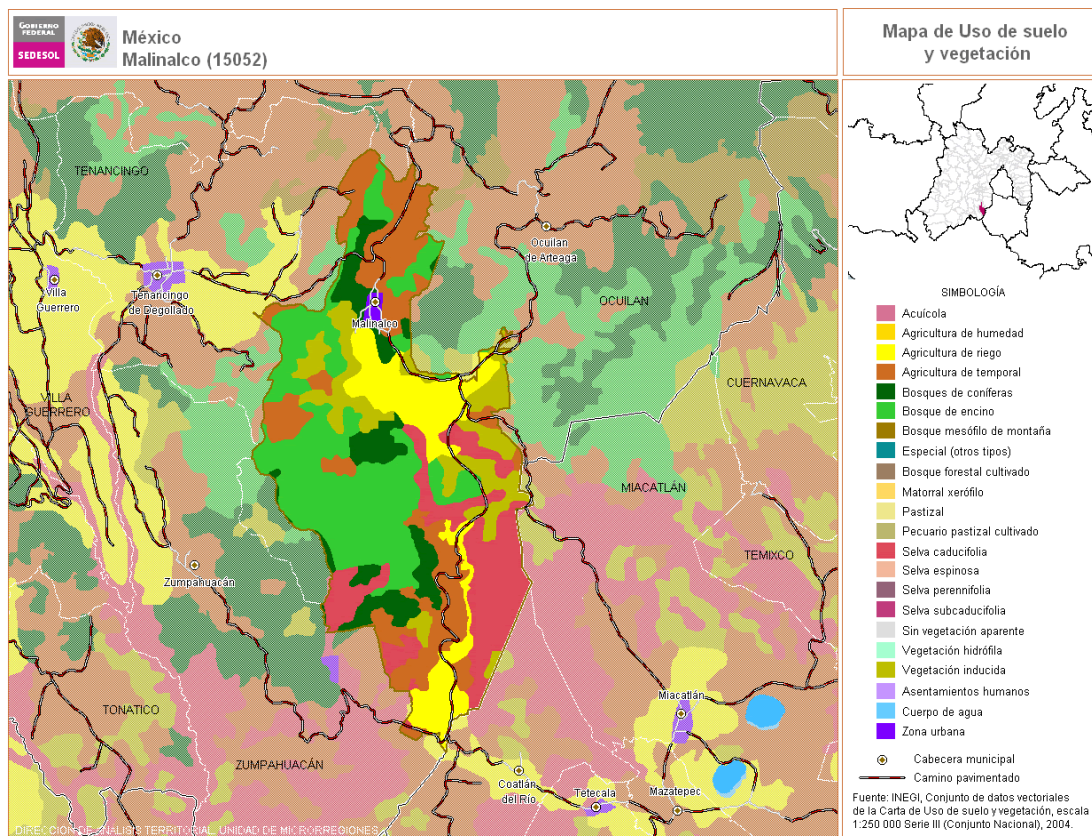 GOBIERNO
FEDERAL
SEDESOL
México
Malinalco (15052)
Mapa de Uso de suelo
y vegetación
TENANCINGO
Ocuilan
de Arteaga
Villa
Guerrero
Tenancingo
de Degollado
OCUILAN
Malinalco
CUERNAVACA
VILLA
GUERRERO
MIACATLÁN
TEMIXCO
Zumpahuacán
TONATICO
Miacatlán
ZUMPAHUACÁN
Coatlán
del Río
Tetecala
Mazatepec
DIRECCIÓN DE ANÁLISIS TERRITORIAL. UNIDAD DE MICRORREGIONES
SIMBOLOGÍA
Acuícola
Agricultura de humedad
Agricultura de riego
Agricultura de temporal
Bosques de coníferas
Bosque de encino
Bosque mesófilo de montaña
Especial (otros tipos)
Bosque forestal cultivado
Matorral xerófilo
Pastizal
Pecuario pastizal cultivado
Selva caducifolia
Selva espinosa
Selva perennifolia
Selva subcaducifolia
Sin vegetación aparente
Vegetación hidrófila
Vegetación inducida
Asentamientos humanos
Cuerpo de agua
Zona urbana
Cabecera municipal
Camino pavimentado
Fuente: INEGI, Conjunto de datos vectoriales
de la Carta de Uso de suelo y vegetación, escala
1:250 000 Serie III (Conjunto Nacional), 2004.